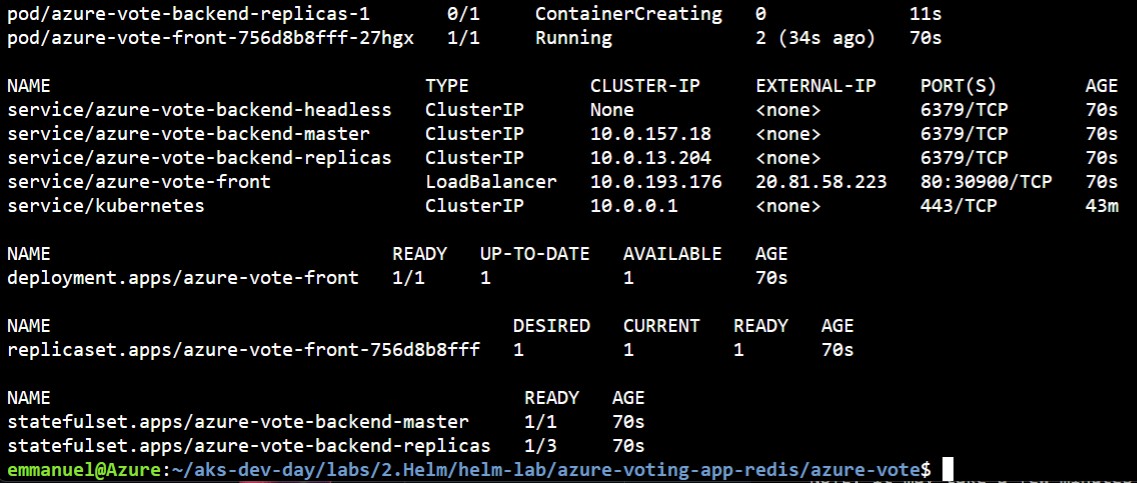 pod/azure-vote-backend-replicas-1 0/1 ContainerCreating 0 11s
pod/azure-vote-front-756d8b8fff-27hgx 1/1 Running 2 (34s ago) 70s
NAME TYPE CLUSTER-IP EXTERNAL-IP PORT(S) AGE
service/azure-vote-backend-headless ClusterIP None <none> 6379/TCP 70s
service/azure-vote-backend-master ClusterIP 10.0.157.18 <none> 6379/TCP 70s
service/azure-vote-backend-replicas ClusterIP 10.0.13.204 <none> 6379/TCP 70s
service/azure-vote-front LoadBalancer 10.0.193.176 20.81.58.223 80:30900/TCP 70s
service/kubernetes ClusterIP 10.0.0.1 <none> 443/TCP 43m
NAME READY UP-TO-DATE AVAILABLE AGE
deployment.apps/azure-vote-front 1/1 1 1 70s
NAME DESIRED CURRENT READY AGE
replicaset.apps/azure-vote-front-756d8b8fff 1 1 1 70s
NAME READY AGE
statefulset.apps/azure-vote-backend-master 1/1 70s
statefulset.apps/azure-vote-backend-replicas 1/3 70s
emmanuel@Azure:~/aks-dev-day/labs/2.Helm/helm-lab/azure-voting-app-redis/azure-vote$